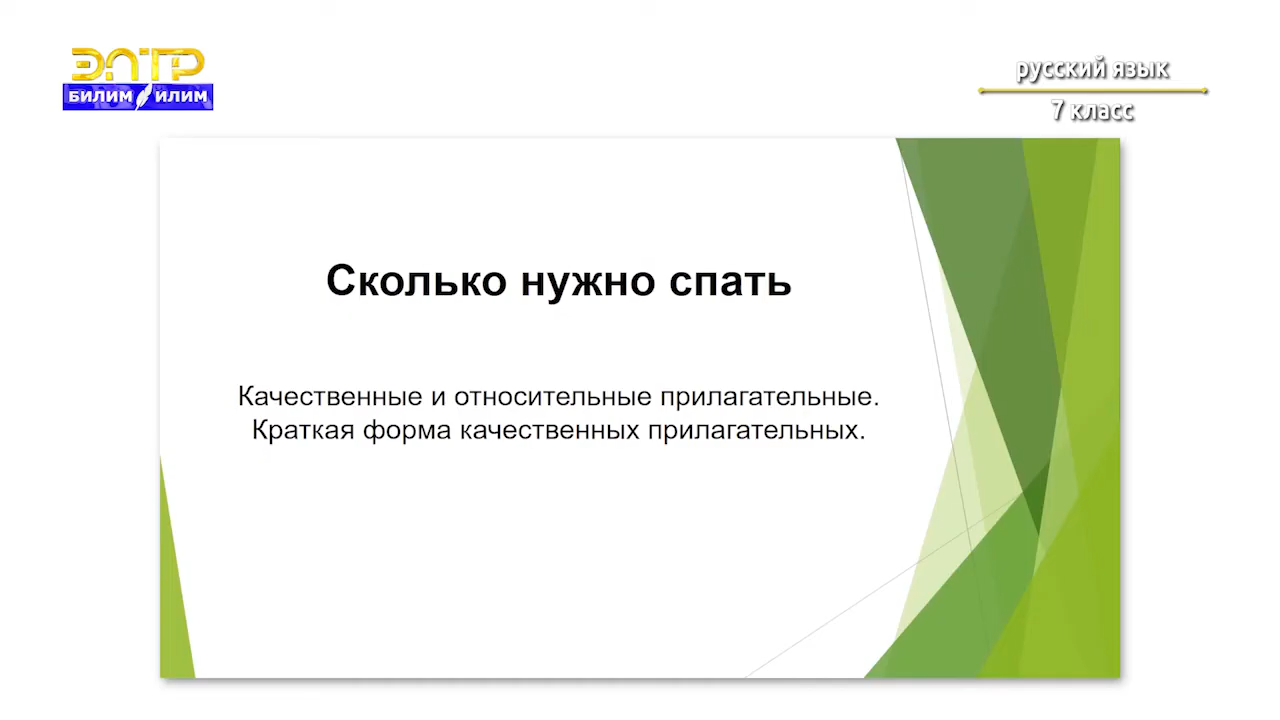 ЭЛТР
БИЛИМ ИЛИМ
русский язык
7 класс
Сколько нужно спать
Качественные и относительные прилагательные.
Краткая форма качественных прилагательных.